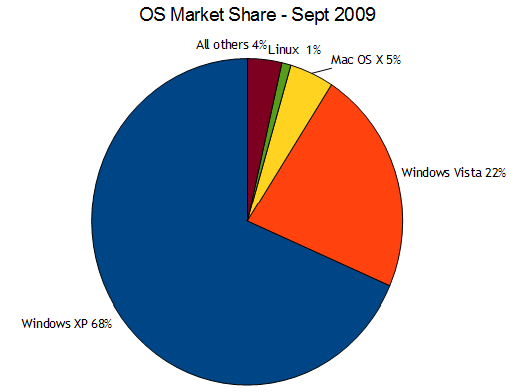 OS Market Share - Sept 2009
All others 4%
Linux 1%
Mac OS X 5%
Windows Vista 22%
Windows XP 68%